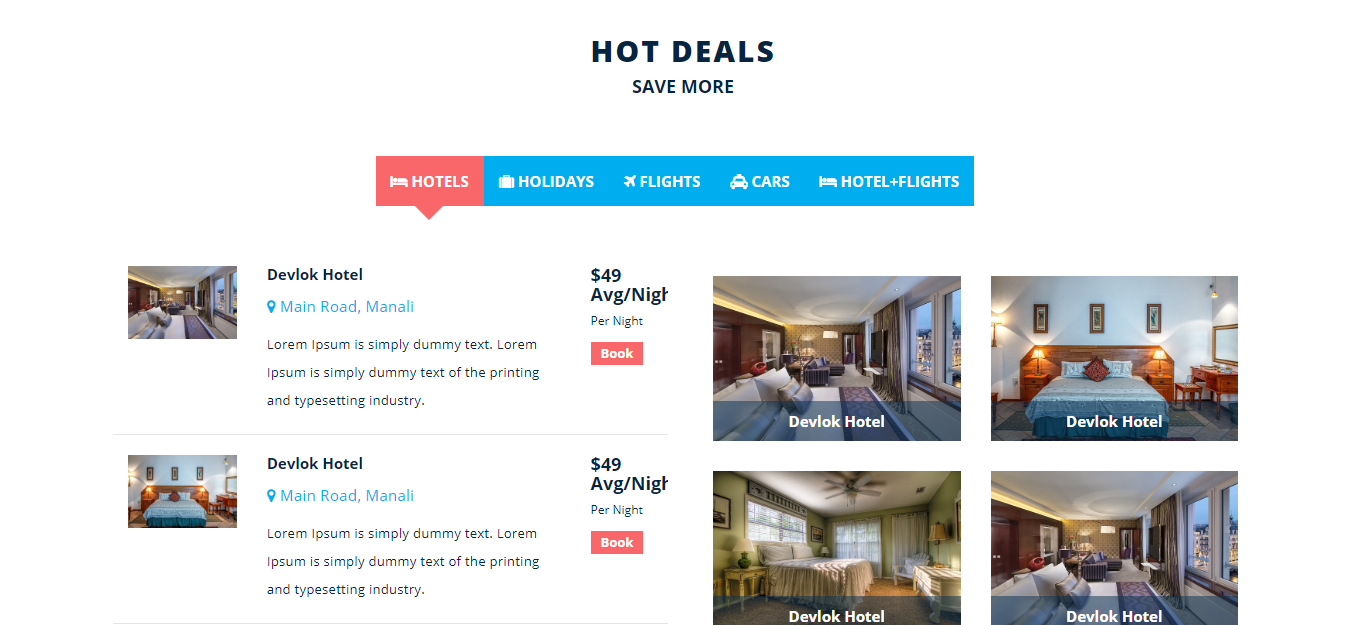 HOT DEALS
SAVE MORE
HOTELS HOLIDAYS FLIGHTS CARS HOTEL+FLIGHTS
Devlok Hotel
Main Road, Manali
Lorem Ipsum is simply dummy text. Lorem
Ipsum is simply dummy text of the printing
and typesetting industry.
$49
Avg/Nigh
Per Night
Book
Devlok Hotel
Main Road, Manali
Lorem Ipsum is simply dummy text. Lorem
Ipsum is simply dummy text of the printing
and typesetting industry.
$49
Avg/Nigh
Per Night
Book
Devlok Hotel
Devlok Hotel
Devlok Hotel
Devlok Hotel